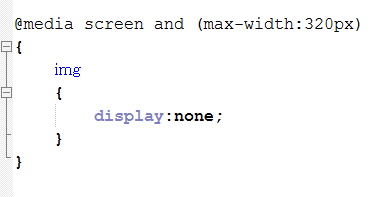 @media screen and (max-width:320px)
{
img
{
display:none;
}
}